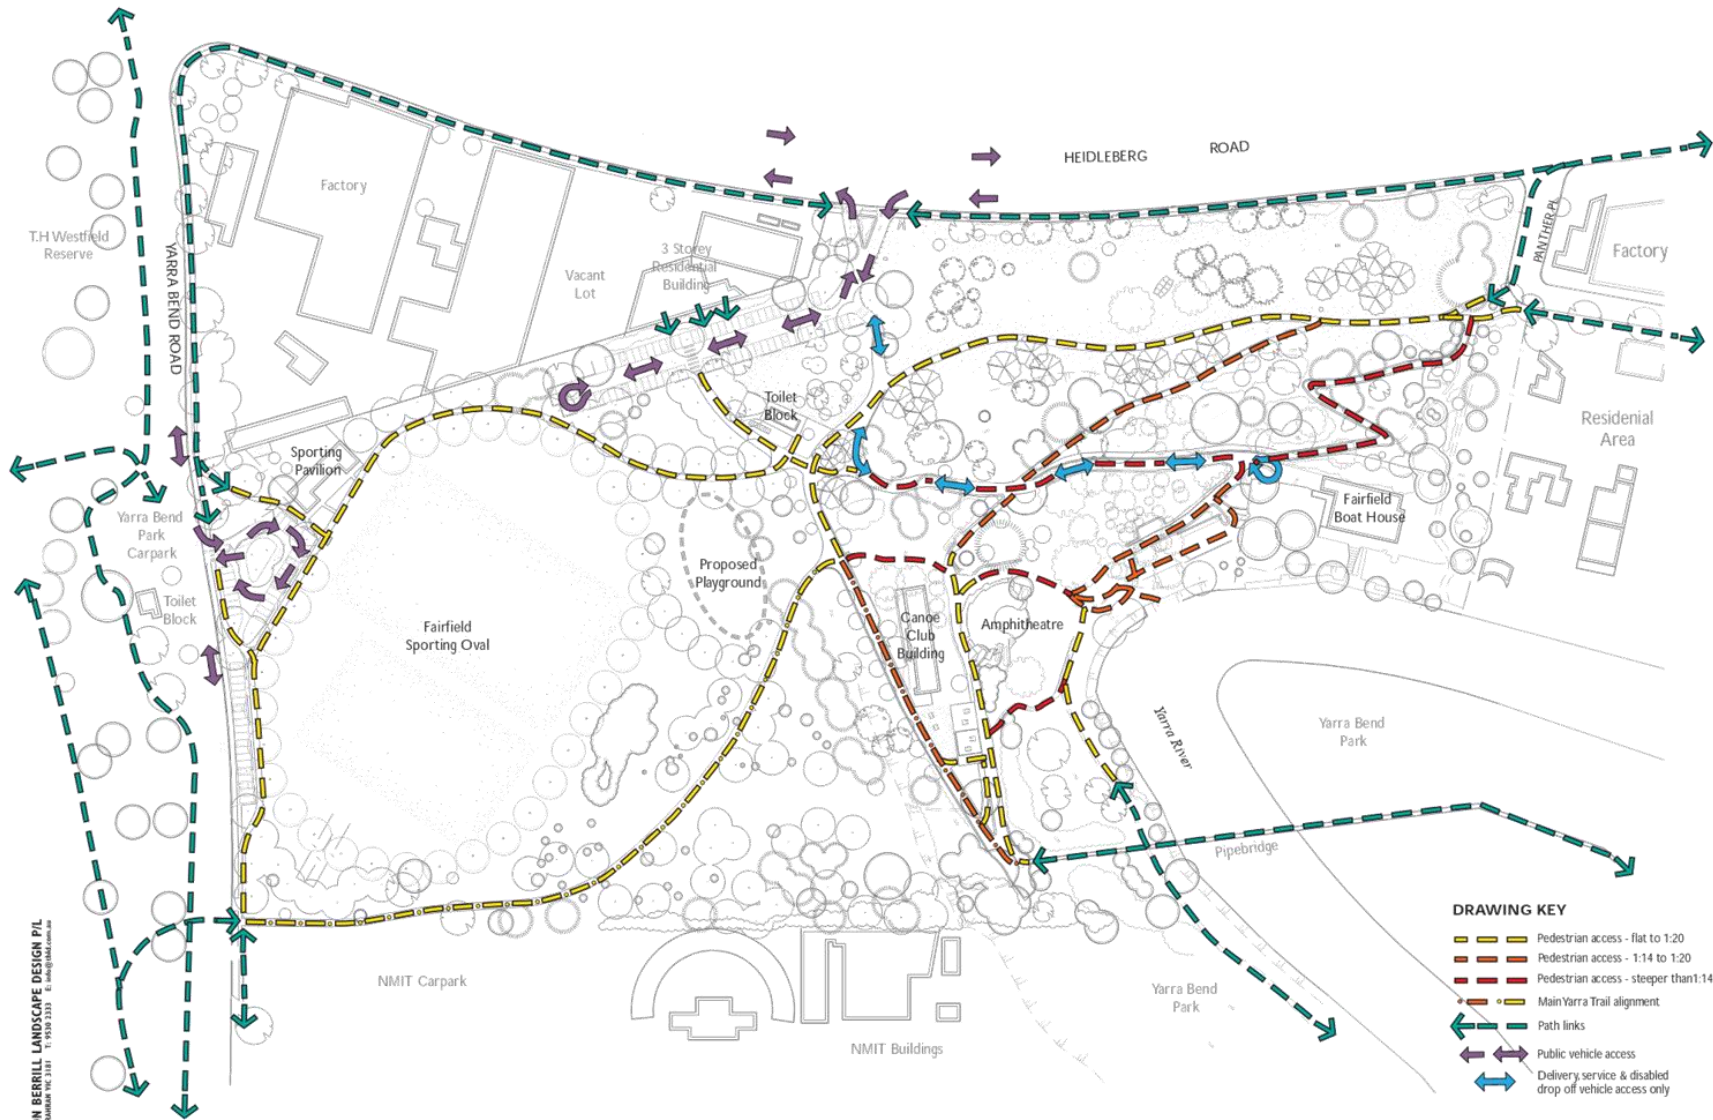 HEIDLEBERG ROAD
PANTHER PL
Factory
Factory
T.H Westfield
Reserve
YARRA BEND ROAD
3 Storey
Residential
Building
Vacant
Lot
Toilet
Block
Residenial
Area
Sporting
Pavilion
Fairfield
Boat House
Yarra Bend
Park
Carpark
Proposed
Playground
Toilet
Block
Fairfield
Sporting Oval
Canoe
Club
Building
Amphitheatre
Yarra River
Yarra Bend
Park
Pipebridge
NMIT Carpark
NMIT Buildings
Yarra Bend
Park
DRAWING KEY
Pedestrian access - flat to 1:20
Pedestrian access - 1:14 to 1:20
Pedestrian access - steeper than1:14
Main Yarra Trail alignment
Path links
Public vehicle access
Delivery, service & disabled
drop off vehicle access only
BERRILL LANDSCAPE DESIGN P/L
VIC 3181 T: 9530 2333